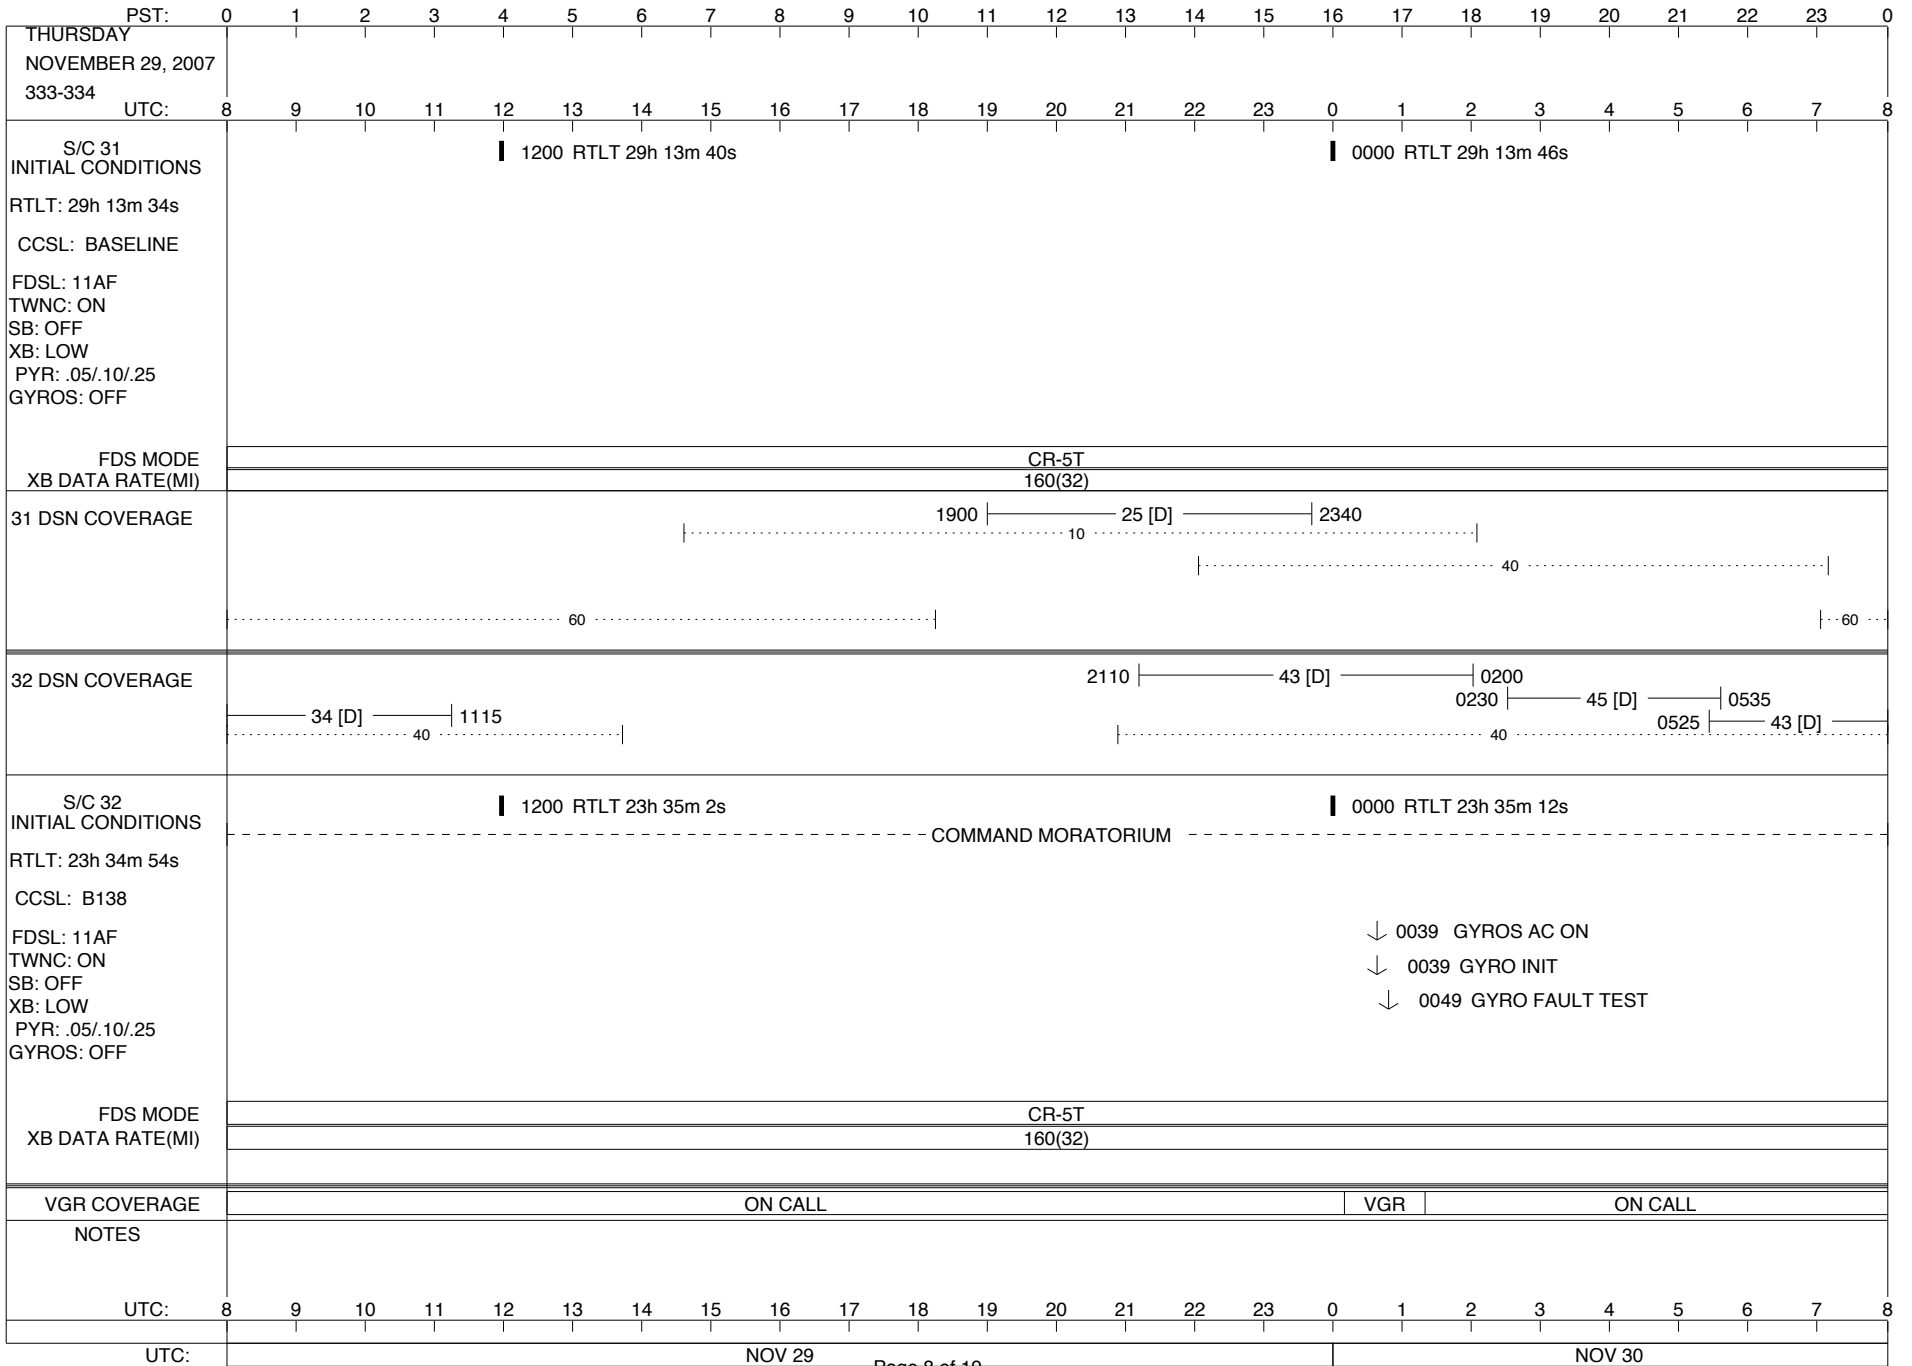 PST: 0 1 2 3 4 5 6 7 8 9 10 11 12 13 14 15 16 17 18 19 20 21 22 23 0
THURSDAY
NOVEMBER 29, 2007
333-334
UTC: 8 9 10 11 12 13 14 15 16 17 18 19 20 21 22 23 0 1 2 3 4 5 6 7 8
S/C 31
INITIAL CONDITIONS
1200 RTLT 29h 13m 40s
0000 RTLT 29h 13m 46s
RTLT: 29h 13m 34s
CCSL: BASELINE
FDSL: 11AF
TWNC: ON
SB: OFF
XB: LOW
PYR: .05/.10/.25
GYROS: OFF
FDS MODE CR-5T
XB DATA RATE(MI) 160(32)
31 DSN COVERAGE
1900 25 [D] 2340
10
40
60 60
32 DSN COVERAGE
2110 43 [D] 0200
0230 45 [D] 0535
34 [D] 1115
0525 43 [D]
40 40
S/C 32
INITIAL CONDITIONS
1200 RTLT 23h 35m 2s
0000 RTLT 23h 35m 12s
COMMAND MORATORIUM
RTLT: 23h 34m 54s
CCSL: B138
FDSL: 11AF
TWNC: ON
SB: OFF
XB: LOW
PYR: .05/.10/.25
GYROS: OFF
0039 GYROS AC ON
0039 GYRO INIT
0049 GYRO FAULT TEST
FDS MODE CR-5T
XB DATA RATE(MI) 160(32)
VGR COVERAGE ON CALL VGR ON CALL
NOTES
UTC: 8 9 10 11 12 13 14 15 16 17 18 19 20 21 22 23 0 1 2 3 4 5 6 7 8
UTC: NOV 29 NOV 30
Page 8 of 19